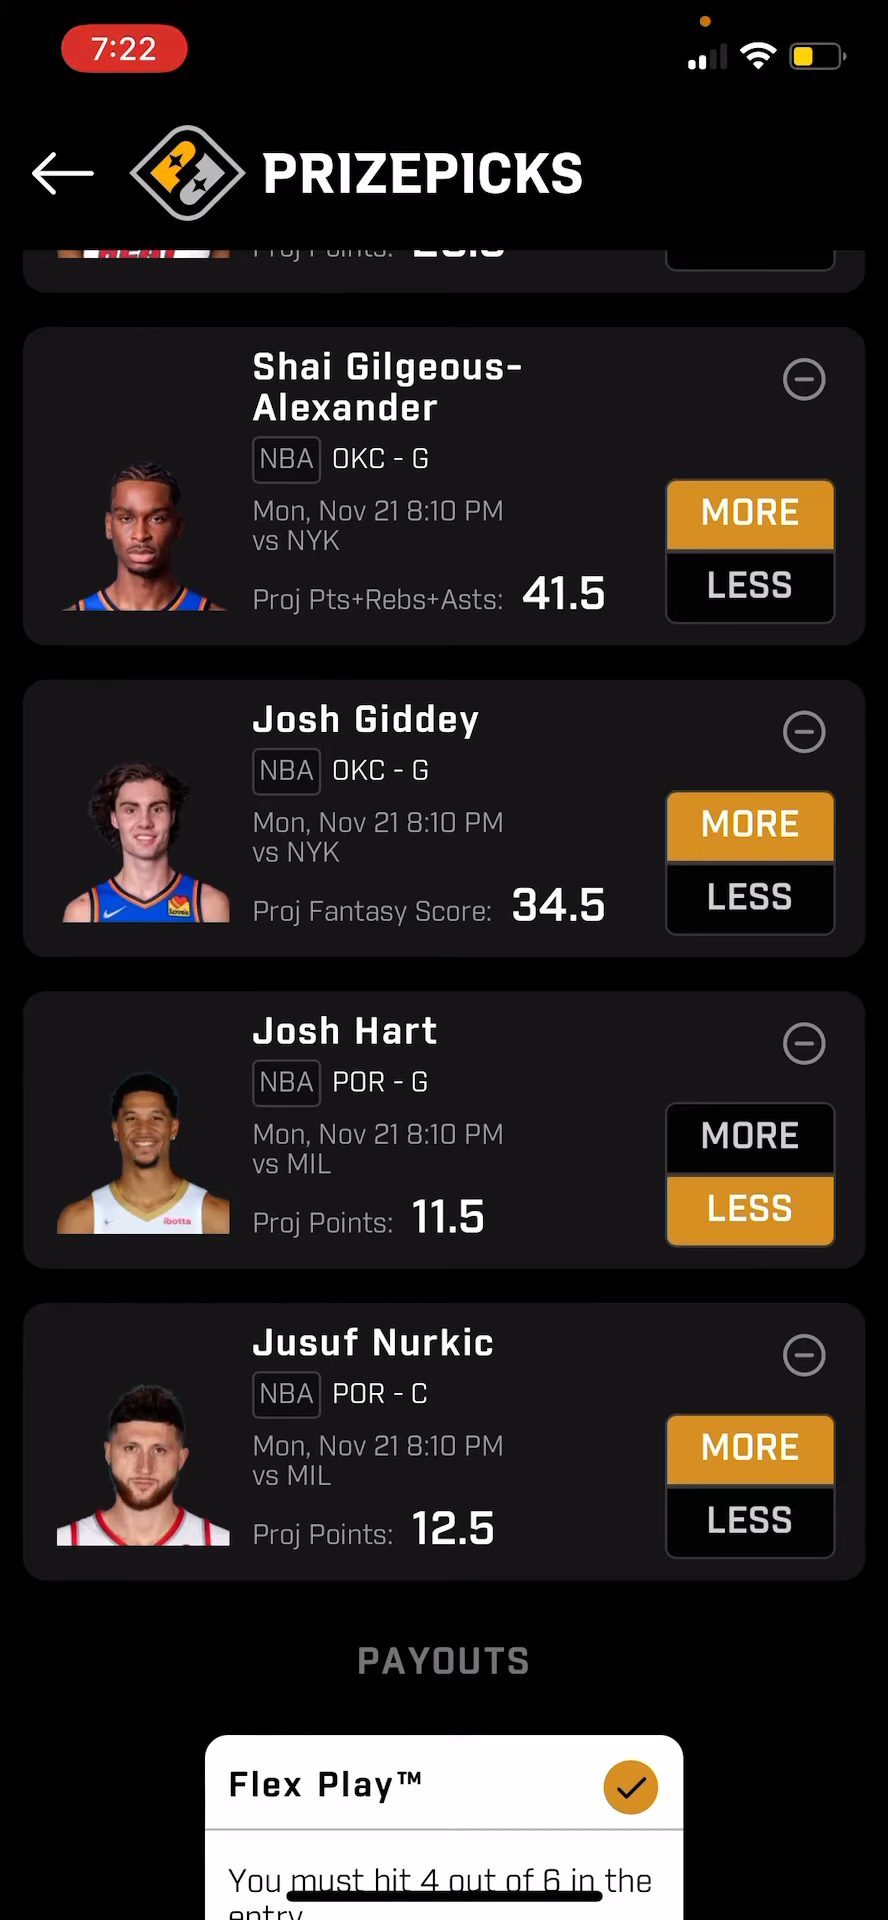 7:22
PRIZEPICKS
Proj Points:
Shai Gilgeous-
Alexander
NBA OKC - G
Mon, Nov 21 8:10 PM
vs NYK
Proj Pts+Rebs+Asts: 41.5
MORE
LESS
Josh Giddey
NBA OKC - G
Mon, Nov 21 8:10 PM
vs NYK
Proj Fantasy Score: 34.5
MORE
LESS
Josh Hart
NBA POR - G
Mon, Nov 21 8:10 PM
vs MIL
Proj Points: 11.5
MORE
LESS
ibotta
Jusuf Nurkic
NBA POR - C
Mon, Nov 21 8:10 PM
vs MIL
Proj Points: 12.5
MORE
LESS
PAYOUTS
Flex Play™
You must hit 4 out of 6 in the
entry